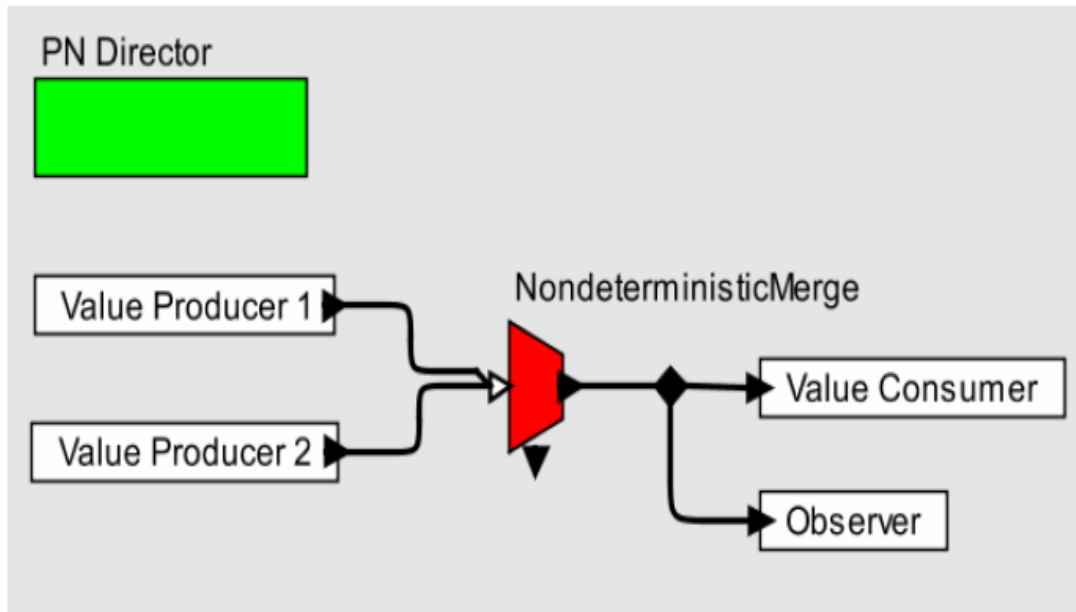 PN Director
NondeterministicMerge
Value Producer 1
Value Consumer
Value Producer 2
Observer